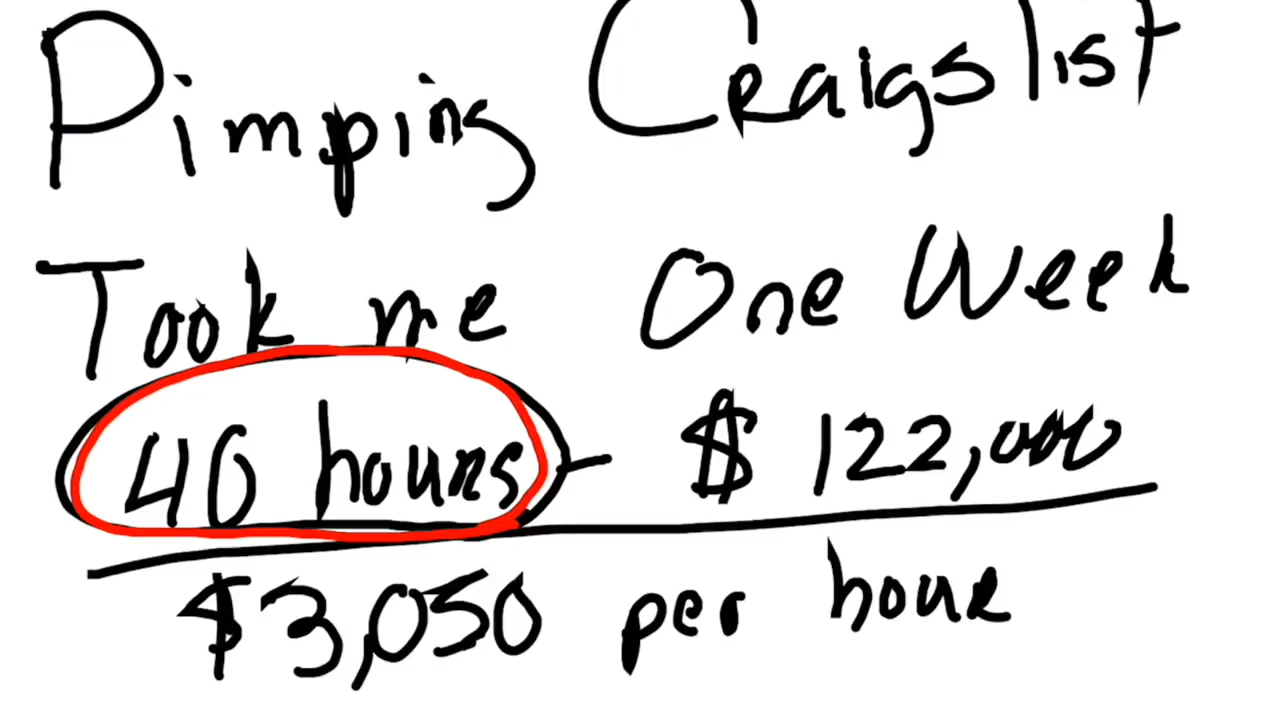 Pimping Craigslist
Took me One Week
40 hours - $122,000
$3,050 per hour